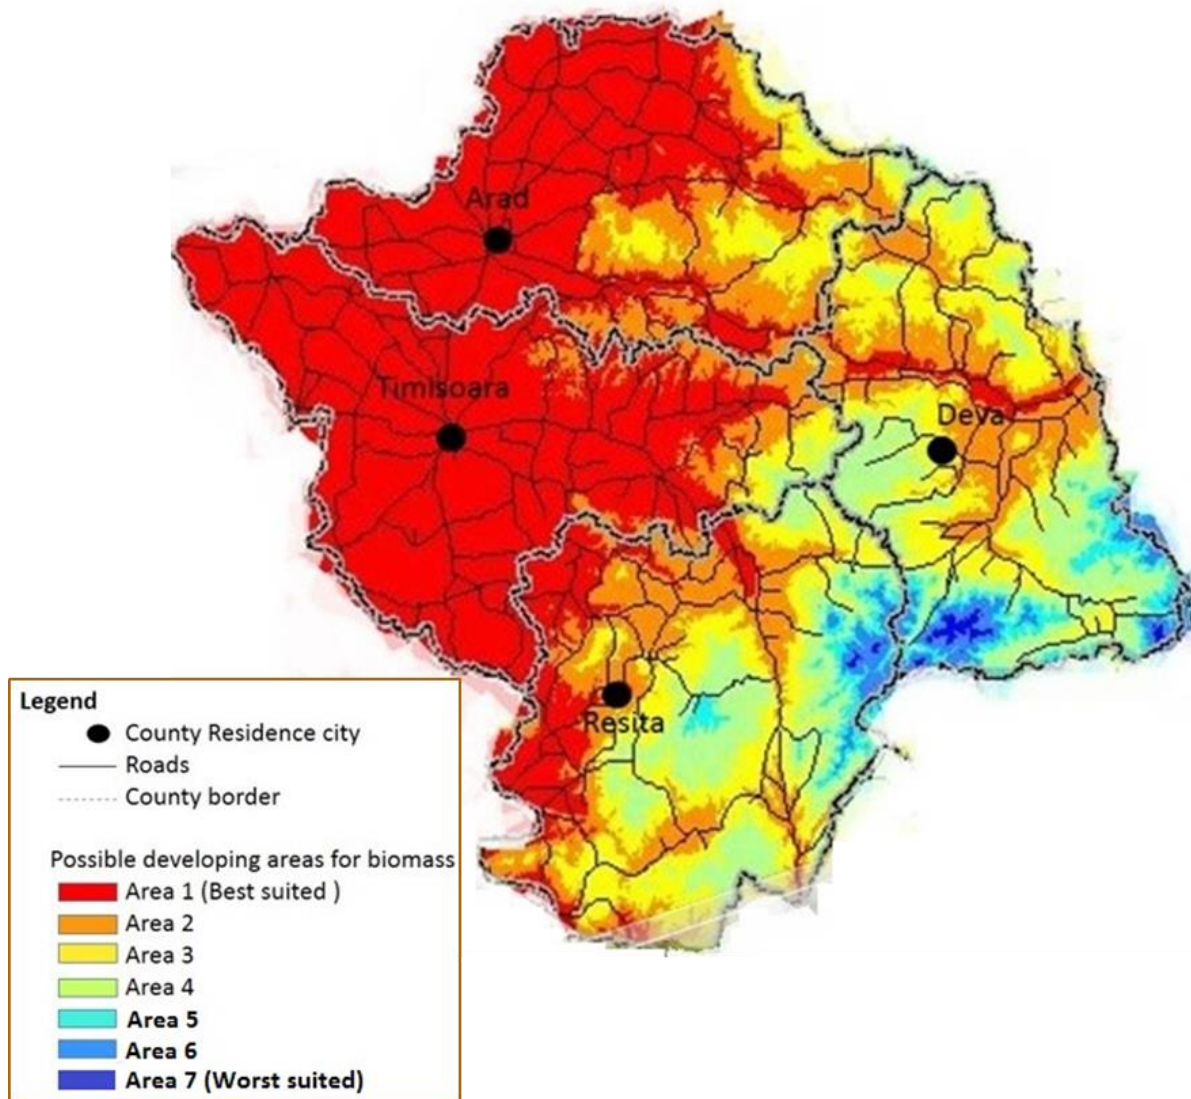 Arad
Timisoara
Deva
Resita
Legend
County Residence city
Roads
County border
Possible developing areas for biomass
Area 1 (Best suited )
Area 2
Area 3
Area 4
Area 5
Area 6
Area 7 (Worst suited)